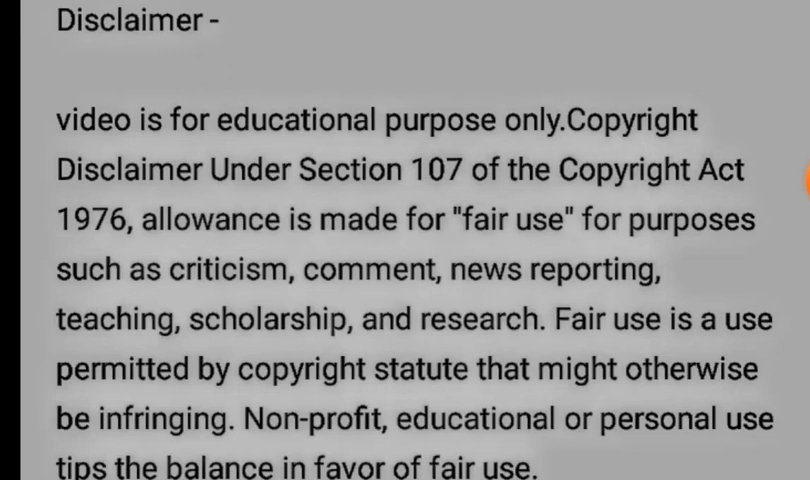 Disclaimer -
video is for educational purpose only.Copyright
Disclaimer Under Section 107 of the Copyright Act
1976, allowance is made for "fair use" for purposes
such as criticism, comment, news reporting,
teaching, scholarship, and research. Fair use is a use
permitted by copyright statute that might otherwise
be infringing. Non-profit, educational or personal use
tips the balance in favor of fair use.